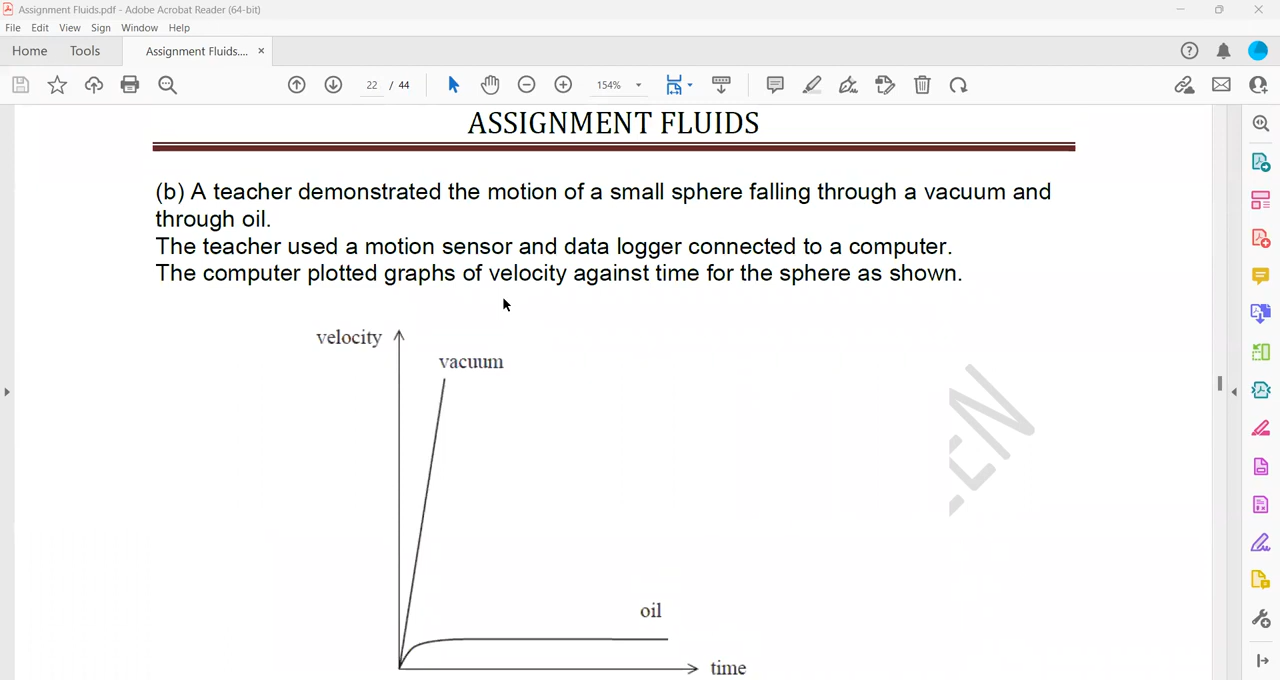 Assignment Fluids.pdf - Adobe Acrobat Reader (64-bit)
File Edit View Sign Window Help
Home Tools Assignment Fluids.... ×
22 / 44 154%
ASSIGNMENT FLUIDS
(b) A teacher demonstrated the motion of a small sphere falling through a vacuum and
through oil.
The teacher used a motion sensor and data logger connected to a computer.
The computer plotted graphs of velocity against time for the sphere as shown.
velocity
vacuum
oil
time